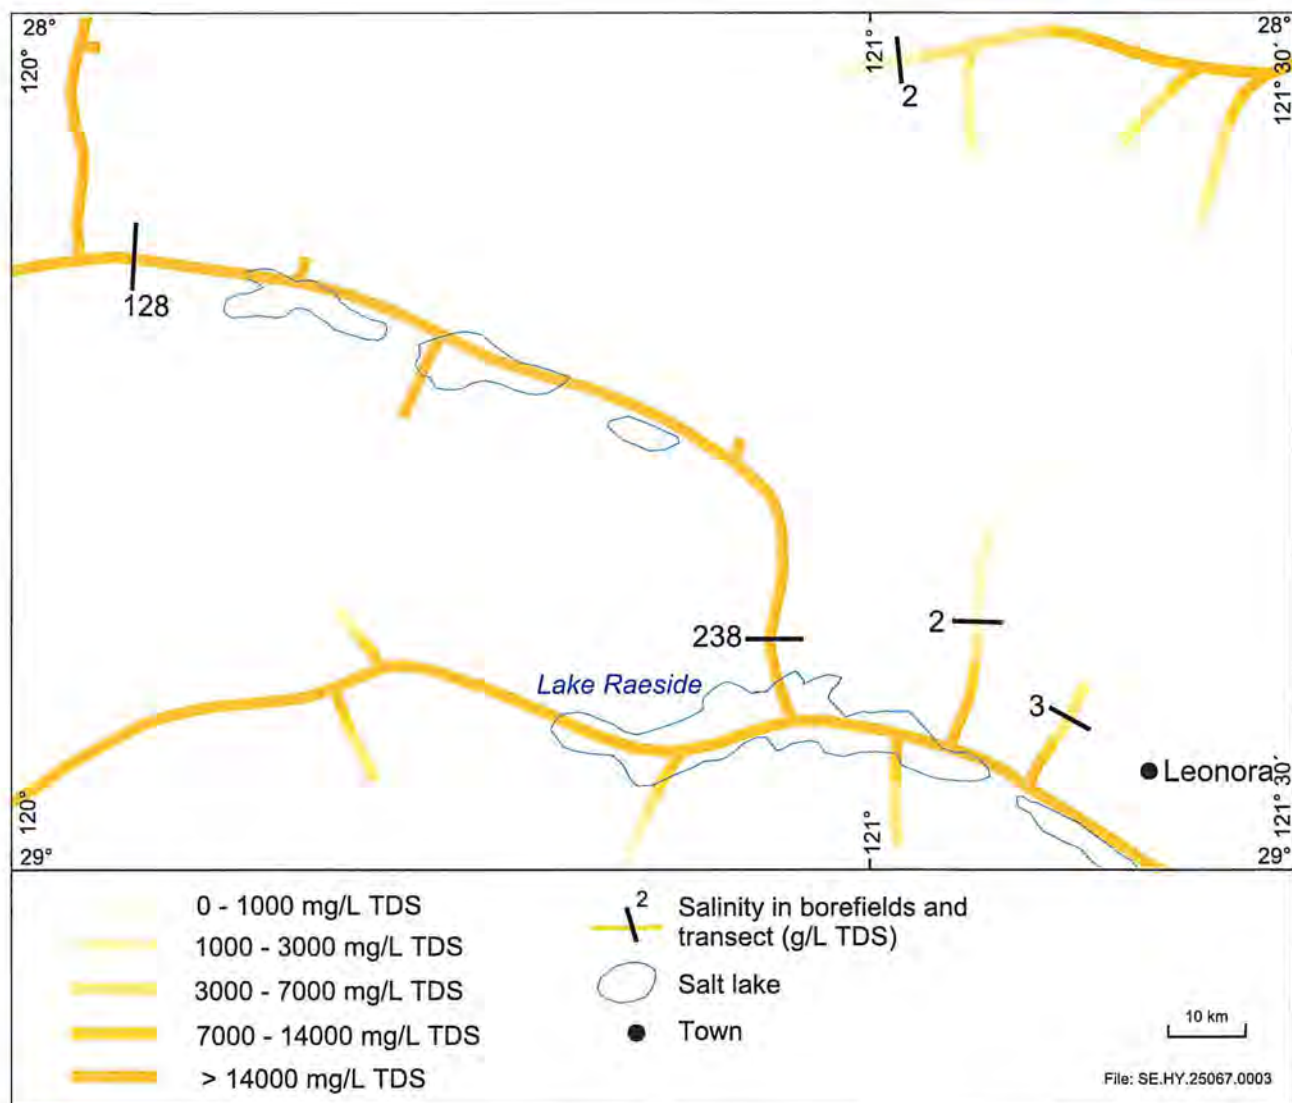 28°
120°
121°
28°
121° 30'
2
128
238
2
Lake Raeside
3
Leonora
120°
29°
121°
121° 30'
29°
0 - 1000 mg/L TDS
1000 - 3000 mg/L TDS
3000 - 7000 mg/L TDS
7000 - 14000 mg/L TDS
> 14000 mg/L TDS
2
Salinity in borefields and
transect (g/L TDS)
Salt lake
Town
10 km
File: SE.HY.25067.0003